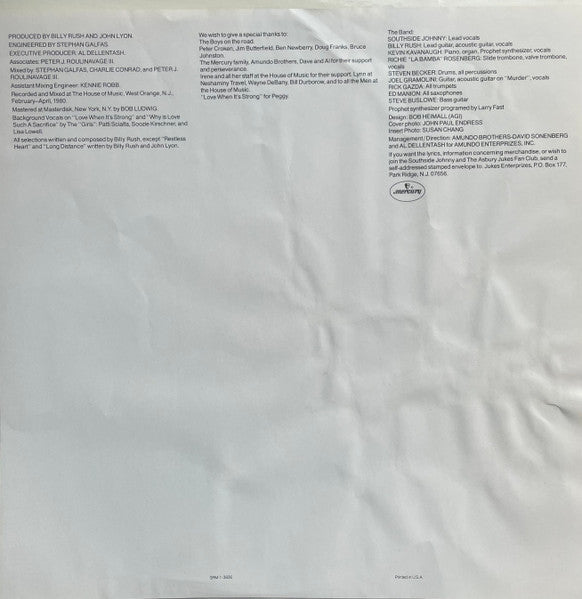 PRODUCED BY BILLY RUSH AND JOHN LYON.
ENGINEERED BY STEPHAN GALFAS.
EXECUTIVE PRODUCER: AL DELLENTASH.
Associates: PETER J. ROULINAVAGE III.
Mixed by: STEPHAN GALFAS, CHARLIE CONRAD, and PETER J.
ROULINAVAGE III.
Assistant Mixing Engineer: KENNIE ROBB.
Recorded and Mixed at The House of Music, West Orange, N.J.,
February–April, 1980.
Mastered at Masterdisk, New York, N.Y. by BOB LUDWIG.
Background Vocals on "Love When It's Strong" and "Why Is Love
Such A Sacrifice" by The "Girls": Patti Scialfa, Soozie Kirschner, and
Lisa Lowell.
All selections written and composed by Billy Rush, except "Restless
Heart" and "Long Distance" written by Billy Rush and John Lyon.
We wish to give a special thanks to:
The Boys on the road.
Peter Crowan, Jim Butterfield, Ben Newberry, Doug Franks, Bruce
Johnston.
The Mercury family, Amundo Brothers, Dave and Al for their support
and perseverance.
Irene and all her staff at the House of Music for their support. Lynn at
Neshaminy Travel, Wayne DeBany, Bill Durborow, and to all the Men at
the House of Music.
"Love When It's Strong" for Peggy.
The Band:
SOUTHSIDE JOHNNY: Lead vocals
BILLY RUSH: Lead guitar, acoustic guitar, vocals
KEVIN KAVANAUGH: Piano, organ, Prophet synthesizer, vocals
RICHIE "LA BAMBA" ROSENBERG: Slide trombone, valve trombone,
vocals
STEVEN BECKER: Drums, all percussions
JOEL GRAMOLINE: Guitar, acoustic guitar on "Murder", vocals
RICK GAZDA: All trumpets
ED MANION: All saxophones
STEVE BUSLOWE: Bass guitar
Prophet synthesizer programed by Larry Fast
Design: BOB HEIMALL (AGI)
Cover photo: JOHN PAUL ENDRESS
Insert Photo: SUSAN CHANG
Management/Direction: AMUNDO BROTHERS-DAVID SONENBERG
and AL DELLENTASH for AMUNDO ENTERPRIZES, INC.
If you want the lyrics, information concerning merchandise, or wish to
join the Southside Johnny and The Asbury Jukes Fan Club, send a
self-addressed stamped envelope to: Jukes Enterprizes, P.O. Box 177,
Park Ridge, N.J. 07656.
mercury
SRM-1-3836
Printed in U.S.A.